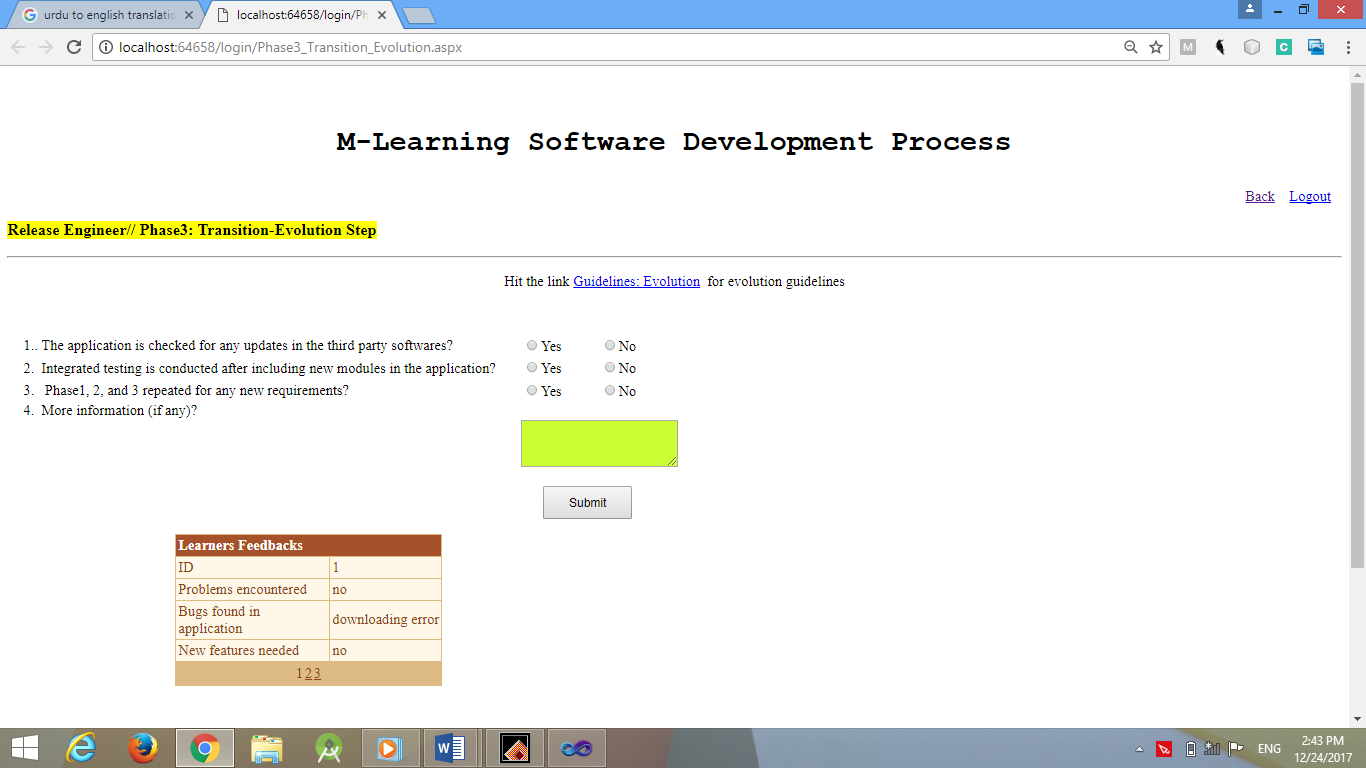 urdu to english translatic
localhost:64658/login/Ph
localhost:64658/login/Phase3_Transition_Evolution.aspx
M-Learning Software Development Process
Back Logout
Release Engineer// Phase3: Transition-Evolution Step
Hit the link Guidelines: Evolution for evolution guidelines
1.. The application is checked for any updates in the third party softwares? Yes No
2. Integrated testing is conducted after including new modules in the application? Yes No
3. Phase1, 2, and 3 repeated for any new requirements? Yes No
4. More information (if any)?
Submit
Learners Feedbacks
ID 1
Problems encountered no
Bugs found in
application downloading error
New features needed no
1 2 3
ENG
2:43 PM
12/24/2017